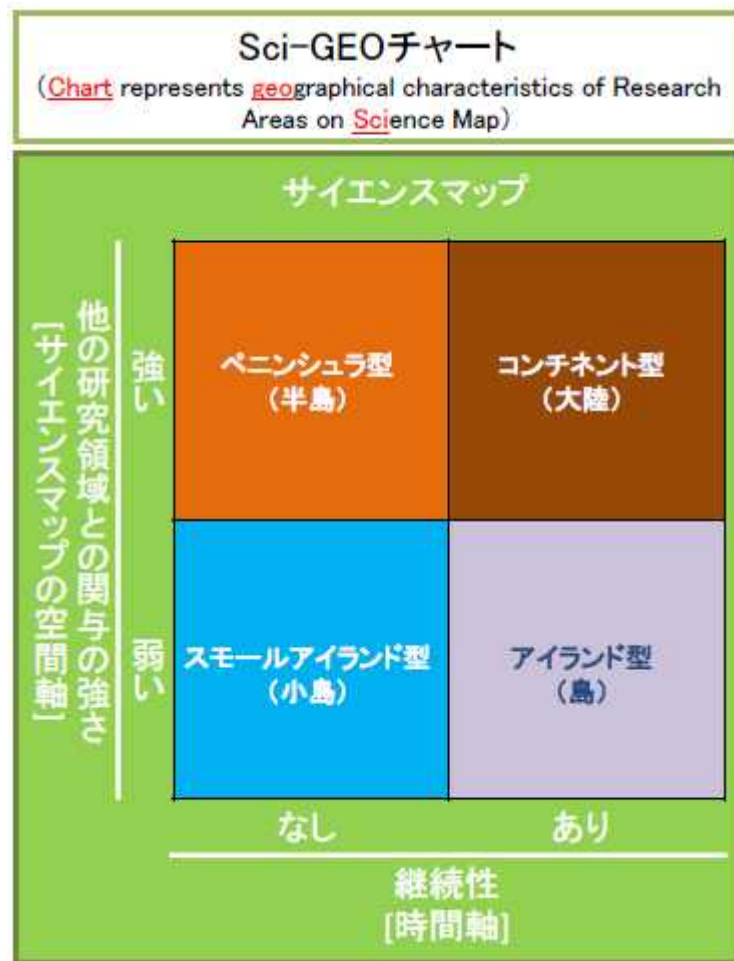 Sci-GEOチャート
(Chart represents geographical characteristics of Research
Areas on Science Map)
サイエンスマップ
他の研究領域との関与の強さ
[サイエンスマップの空間軸]
強い
ペニンシュラ型
(半島)
コンチネント型
(大陸)
弱い
スモールアイランド型
(小島)
アイランド型
(島)
なし
あり
継続性
[時間軸]